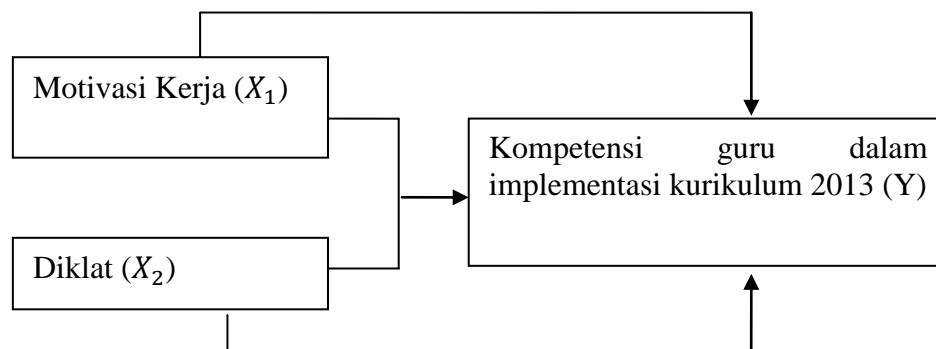 Motivasi Kerja (𝑋₁)
Kompetensi guru dalam
implementasi kurikulum 2013 (Y)
Diklat (𝑋₂)